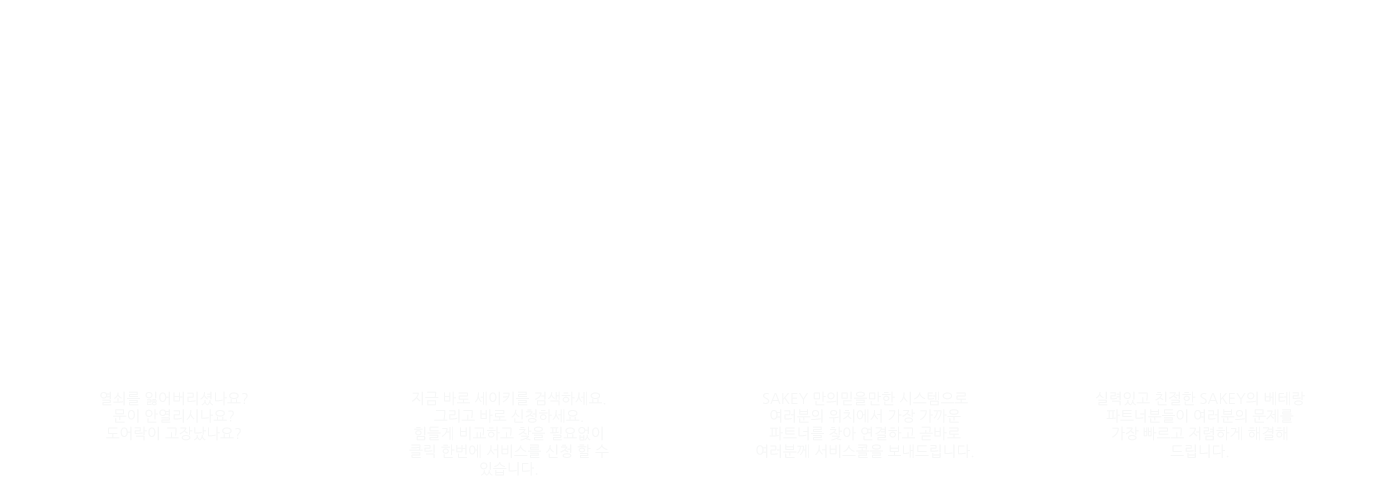 열쇠를 잃어버리셨나요?
문이 안열리시나요?
도어락이 고장났나요?
지금 바로 세이키를 검색하세요.
그리고 바로 신청하세요.
힘들게 비교하고 찾을 필요없이
클릭 한번에 서비스를 신청 할 수
있습니다.
SAKEY 만의 시스템으로
여러분의 위치에서 가장 가까운
파트너를 찾아 연결하고 곧바로
여러분께 서비스콜을 보내드립니다.
실력있고 친절한 SAKEY의 베테랑
파트너분들이 여러분의 문제를
가장 빠르고 저렴하게 해결해
드립니다.